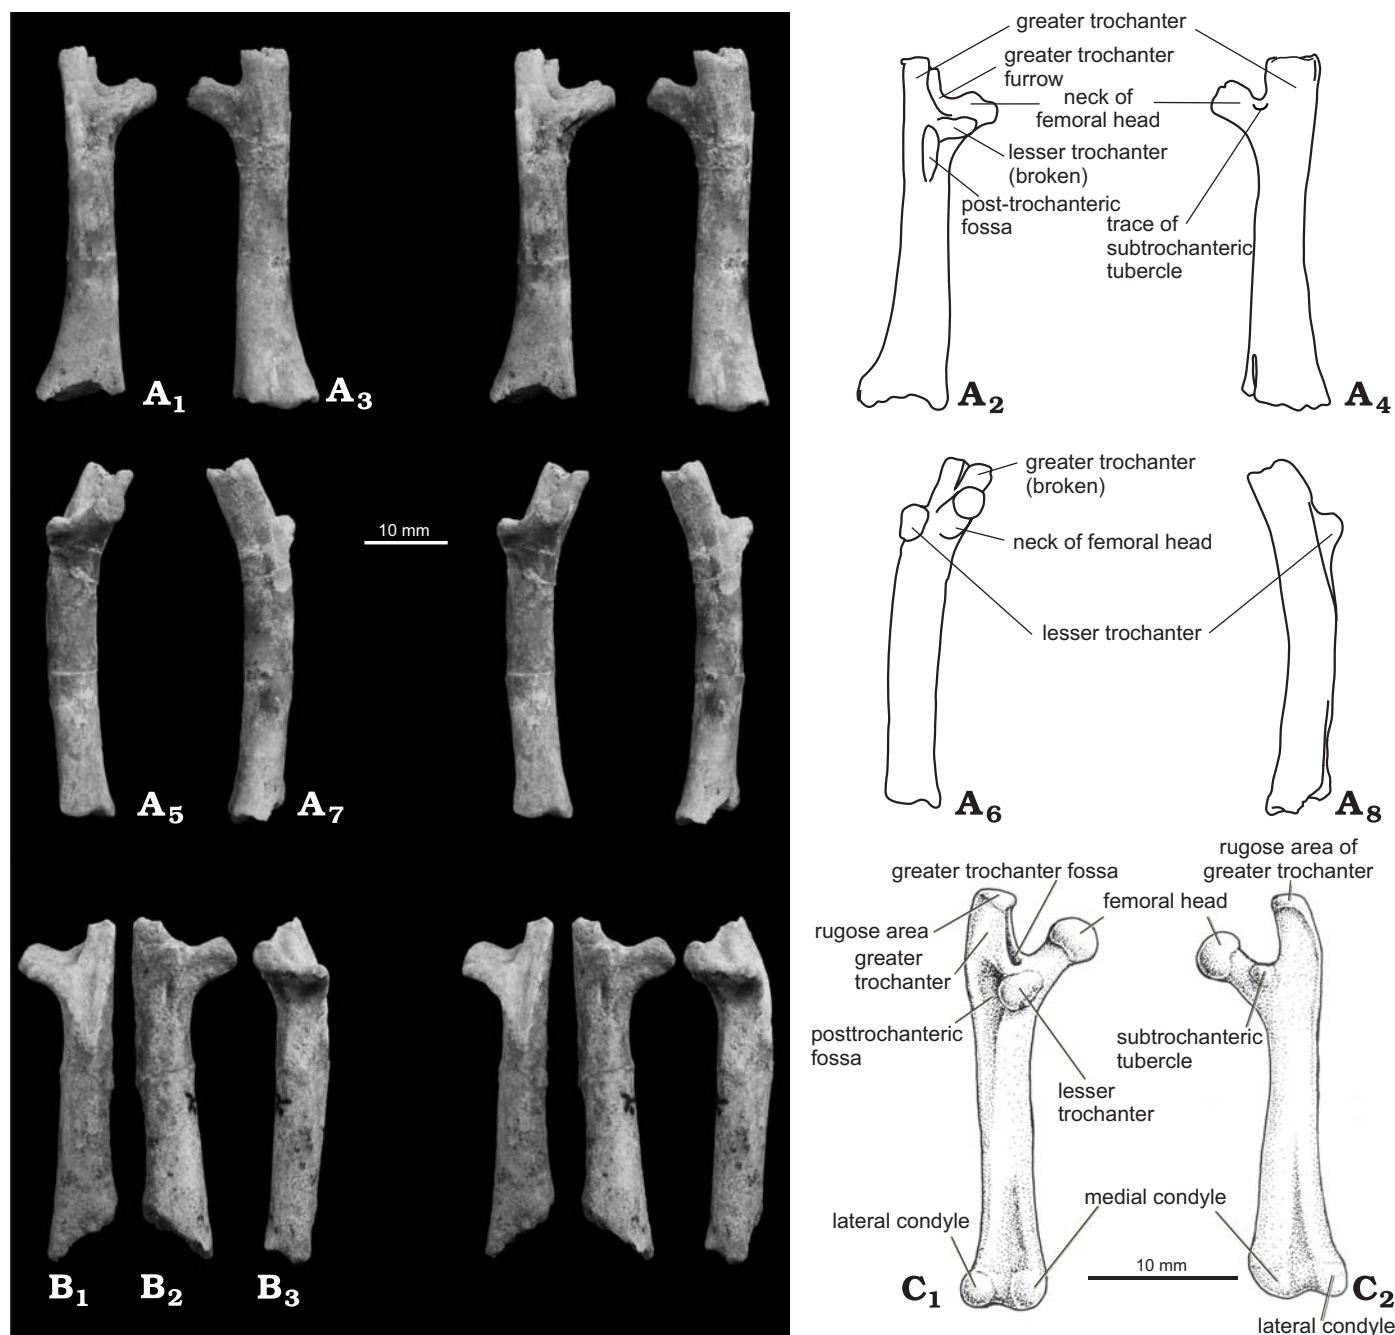 greater trochanter
greater trochanter
furrow
neck of
femoral head
lesser trochanter
(broken)
post-trochanteric
fossa
trace of
subtrochanteric
tubercle
A1
A3
A2
A4
greater trochanter
(broken)
10 mm
neck of femoral head
lesser trochanter
A5
A7
A6
A8
rugose area of
greater trochanter
greater trochanter fossa
femoral head
rugose area
greater
trochanter
posttrochanteric
fossa
subtrochanteric
tubercle
lesser
trochanter
medial condyle
lateral condyle
10 mm
B1
B2
B3
C1
C2
lateral condyle